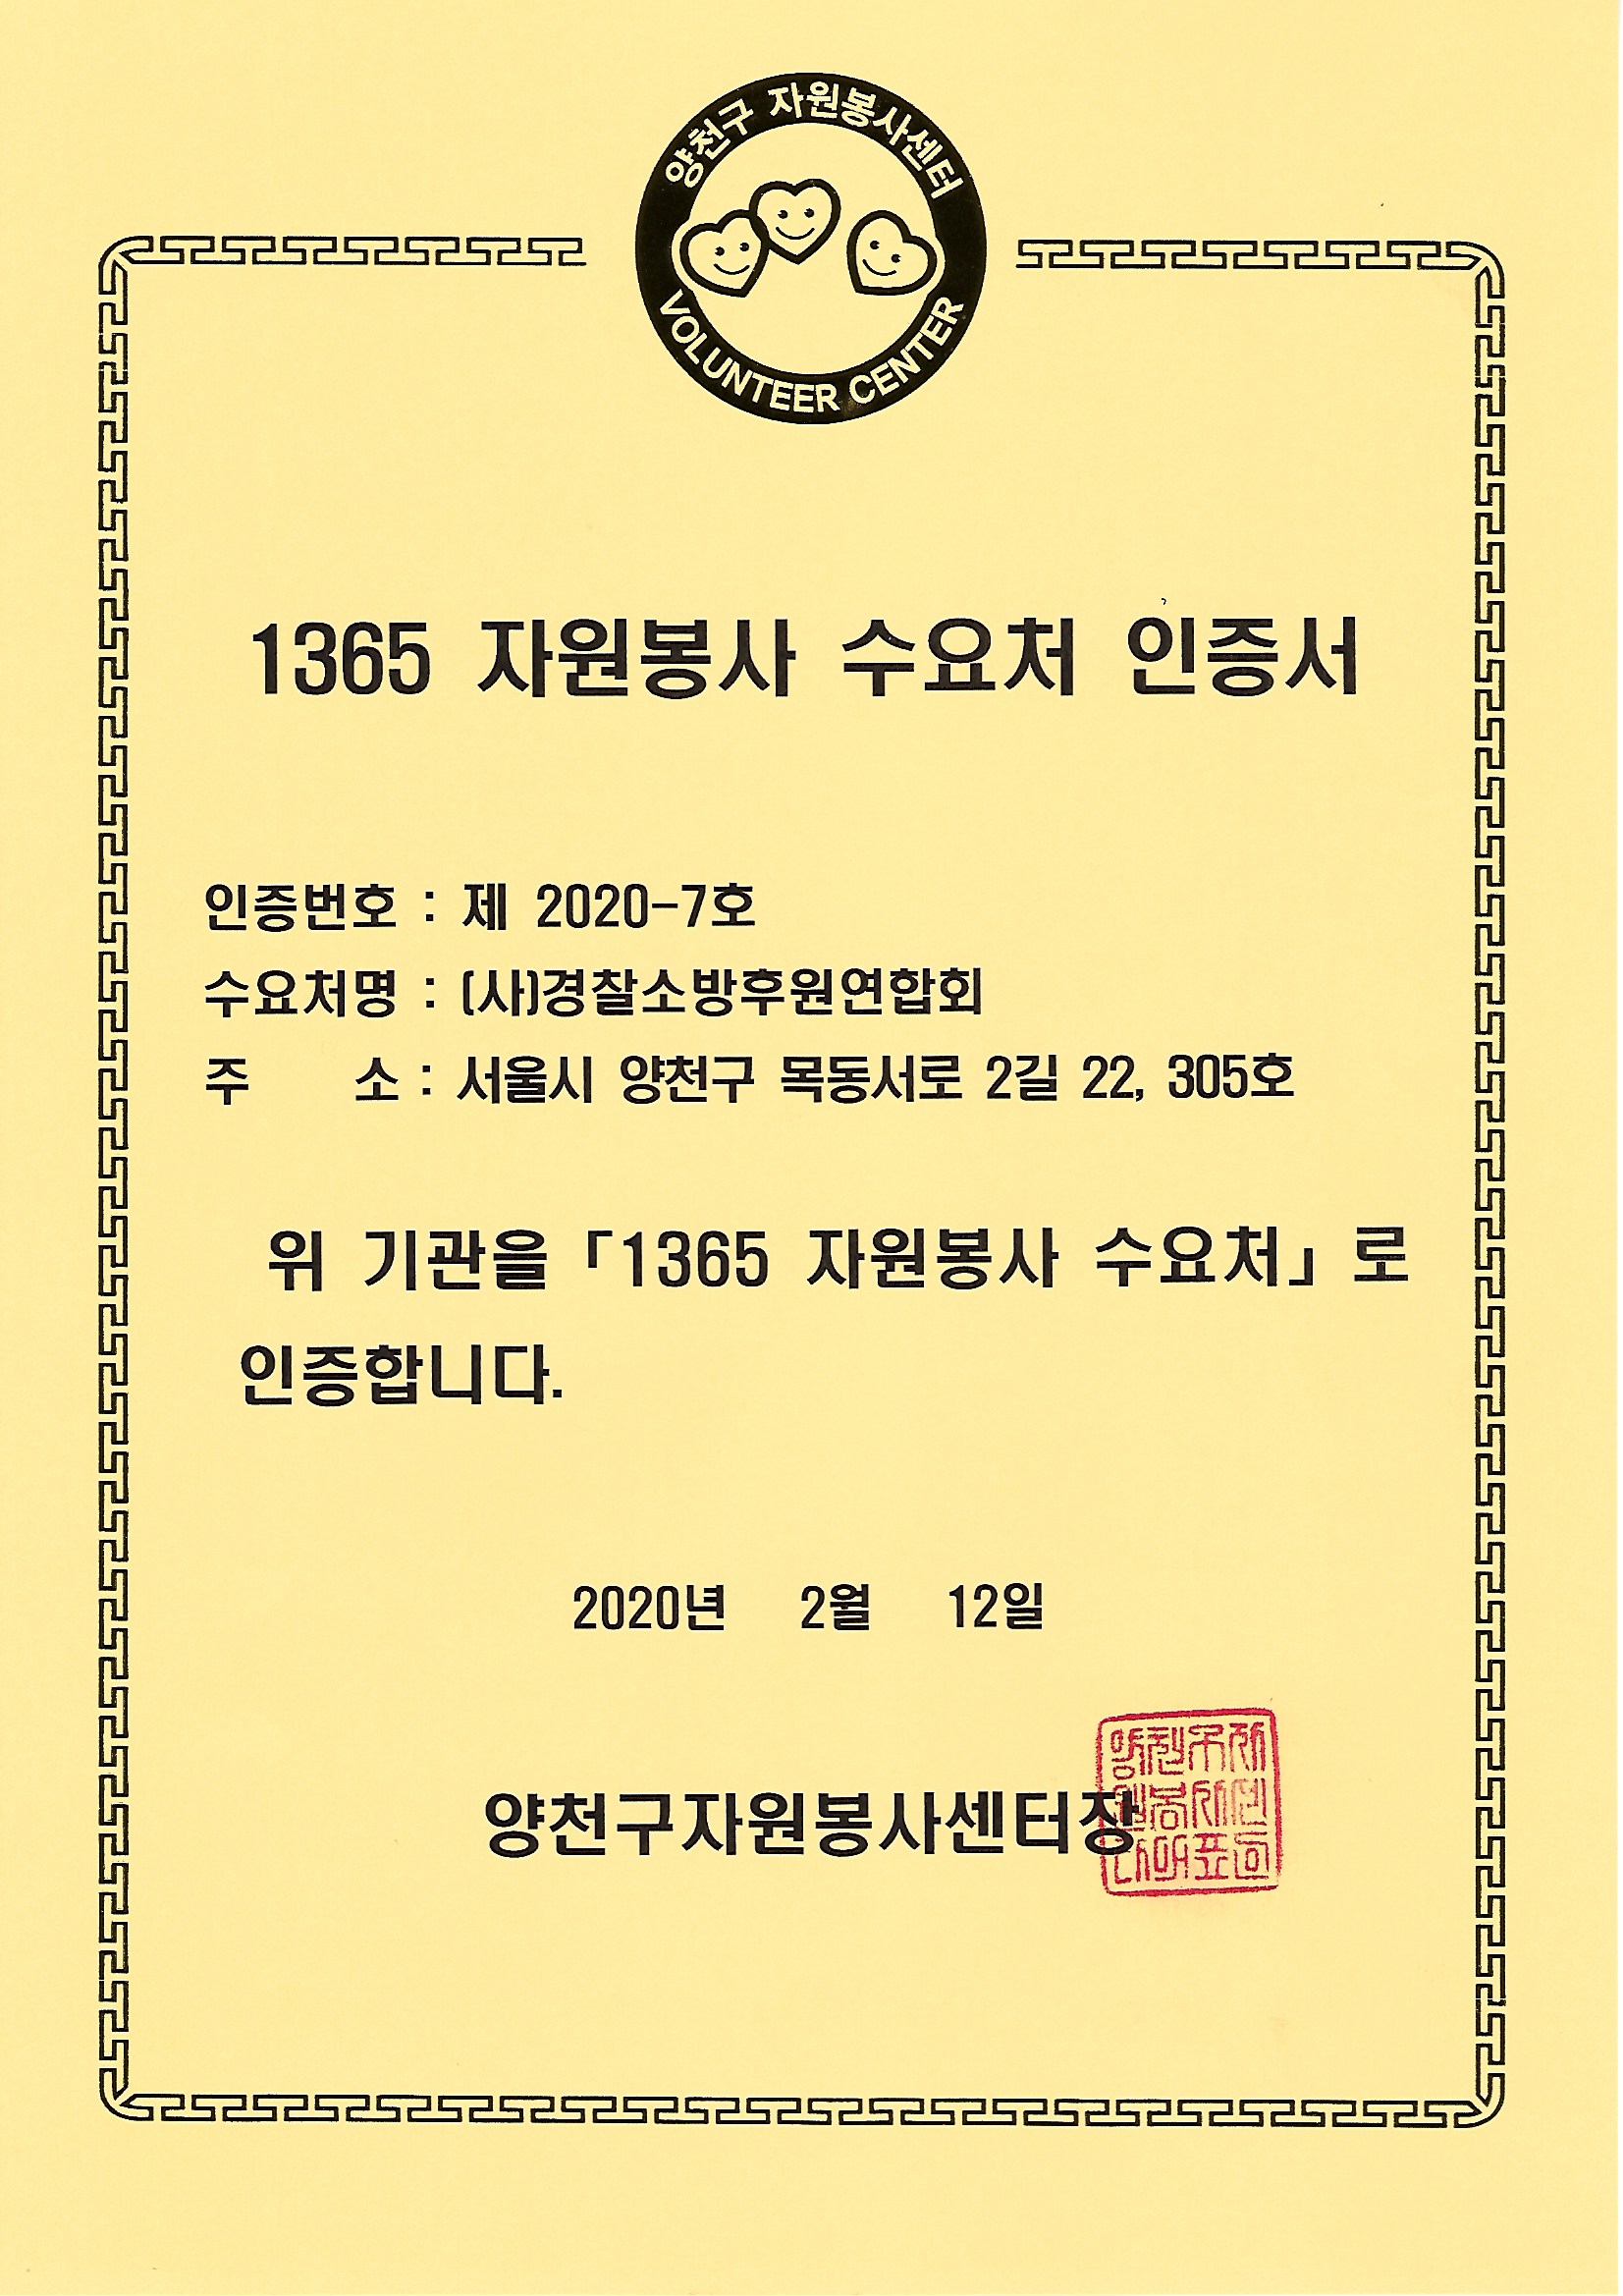 양천구 자원봉사센터
VOLUNTEER CENTER
1365 자원봉사 수요처 인증서
인증번호 : 제 2020-7호
수요처명 : (사)경찰소방후원연합회
주 소 : 서울시 양천구 목동서로 2길 22, 305호
위 기관을 「1365 자원봉사 수요처」로
인증합니다.
2020년 2월 12일
양천구자원봉사센터장